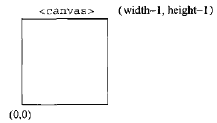 <canvas> (width-1, height-1)
(0,0)